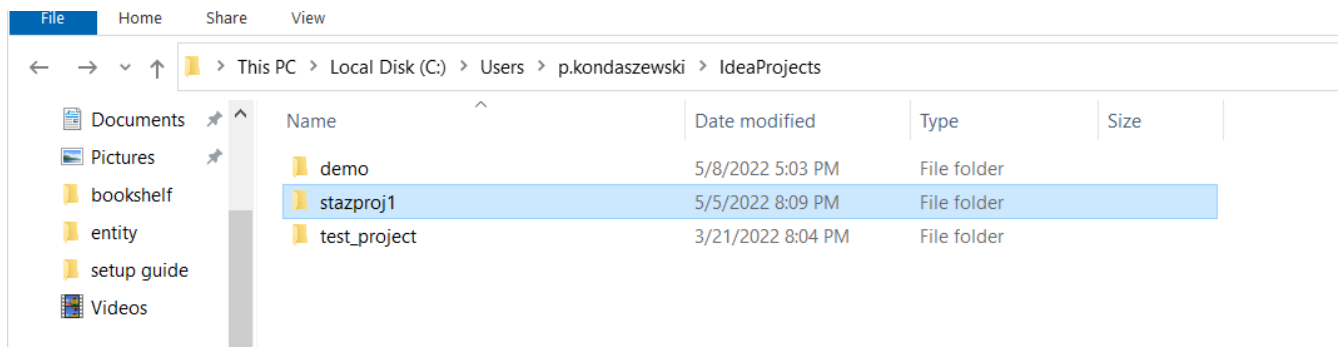 File Home Share View
This PC > Local Disk (C:) > Users > p.kondaszewski > IdeaProjects
Documents
Pictures
bookshelf
entity
setup guide
Videos
Name Date modified Type Size
demo 5/8/2022 5:03 PM File folder
stazproj1 5/5/2022 8:09 PM File folder
test_project 3/21/2022 8:04 PM File folder